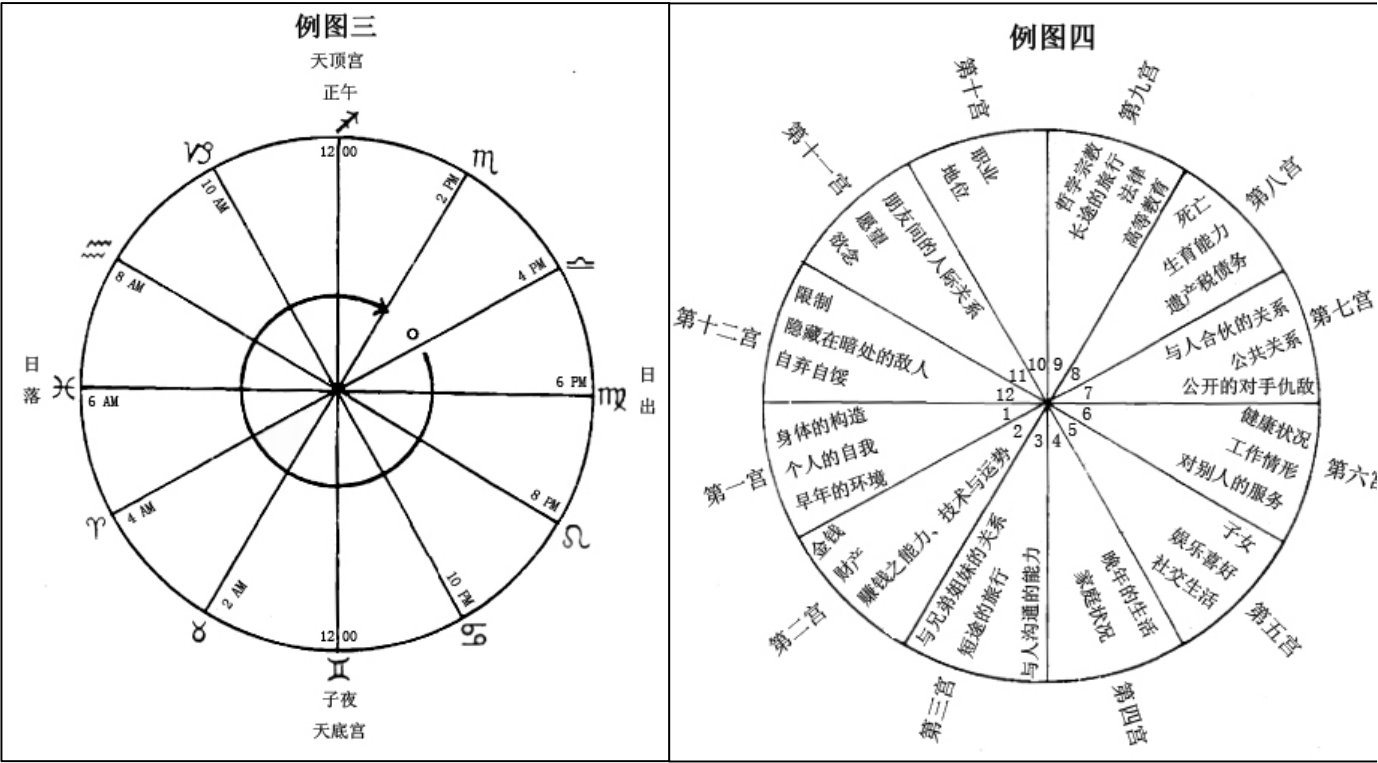 例图三
天顶宫
正午
♐
12 00
♑
10 AM
♏
2 PM
♒
8 AM
♎
4 PM
日落
♓
6 AM
6 PM
♍
日出
♈
4 AM
8 PM
♌
♉
2 AM
10 PM
♋
12 00
♊
子夜
天底宫
例图四
第十宫
职业
地位
第九宫
哲学宗教
长途的旅行
法律
高等教育
第十一宫
朋友间的人际关系
愿望
欲念
第八宫
死亡
生育能力
遗产税债务
第十二宫
限制
隐藏在暗处的敌人
自弃自馁
第七宫
与人合伙的关系
公共关系
公开的对手仇敌
10 9
11 8
12 7
1 6
2 5
3 4
第一宫
身体的构造
个人的自我
早年的环境
第六宫
健康状况
工作情形
对别人的服务
第二宫
金钱
财产
赚钱之能力、技术与运势
第五宫
子女
娱乐喜好
社交生活
第三宫
与兄弟姐妹的关系
短途的旅行
与人沟通的能力
第四宫
晚年的生活
家庭状况